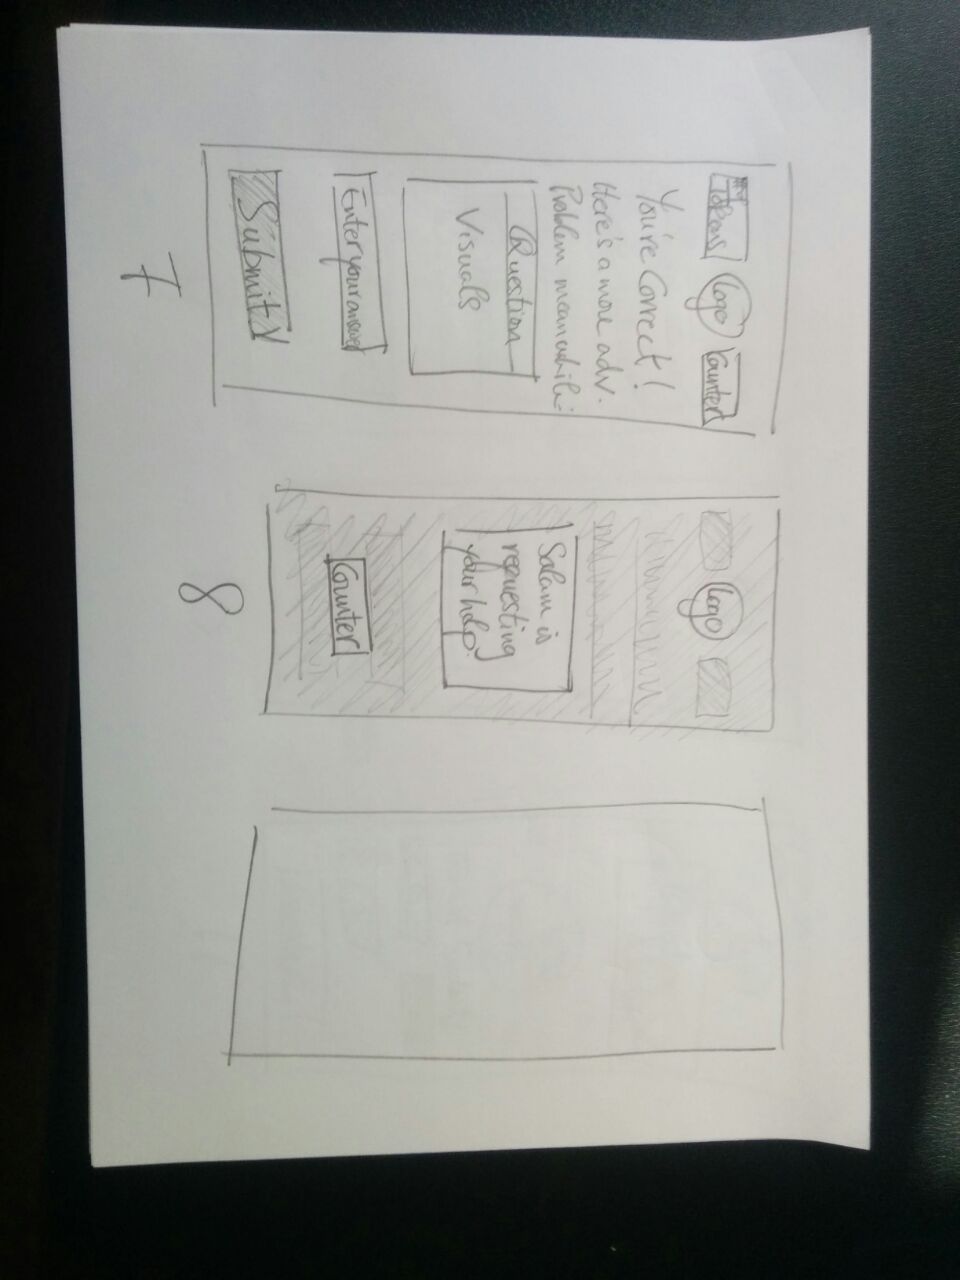 #of
Tokens
Logo
Counter
You're Correct!
Here's a more adv.
Problem meanwhile:
Question
Visuals
Enter your answer
Submit
7
Logo
Salam is
requesting
your help.
Counter
8